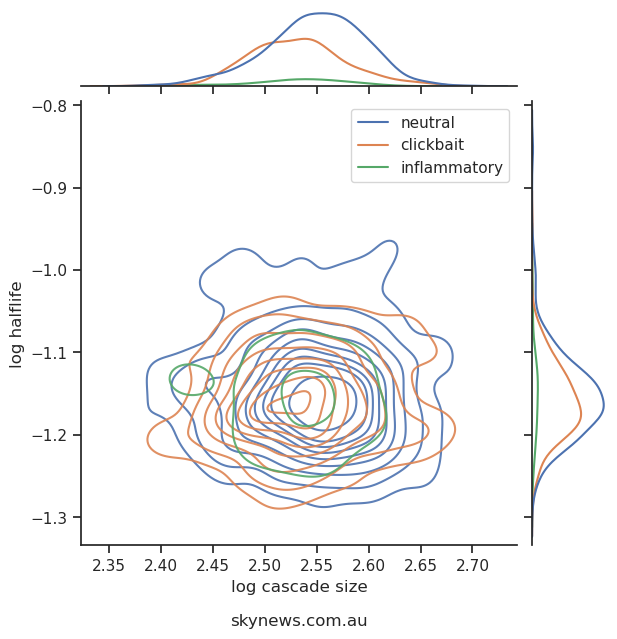 −0.8
neutral
clickbait
inflammatory
−0.9
−1.0
log halflife
−1.1
−1.2
−1.3
2.35 2.40 2.45 2.50 2.55 2.60 2.65 2.70
log cascade size
skynews.com.au